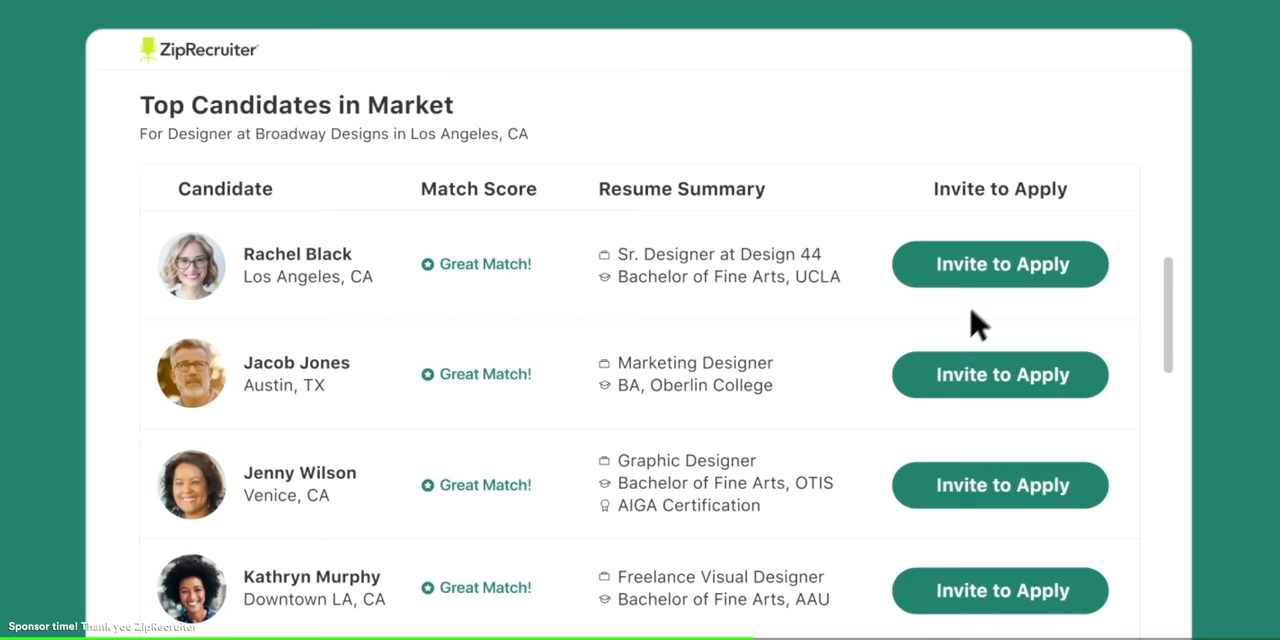 ZipRecruiter
Top Candidates in Market
For Designer at Broadway Designs in Los Angeles, CA
Candidate Match Score Resume Summary Invite to Apply
Rachel Black
Los Angeles, CA
Great Match!
Sr. Designer at Design 44
Bachelor of Fine Arts, UCLA
Invite to Apply
Jacob Jones
Austin, TX
Great Match!
Marketing Designer
BA, Oberlin College
Invite to Apply
Jenny Wilson
Venice, CA
Great Match!
Graphic Designer
Bachelor of Fine Arts, OTIS
AIGA Certification
Invite to Apply
Kathryn Murphy
Downtown LA, CA
Great Match!
Freelance Visual Designer
Bachelor of Fine Arts, AAU
Invite to Apply
Sponsor time! Thank you ZipRecruiter